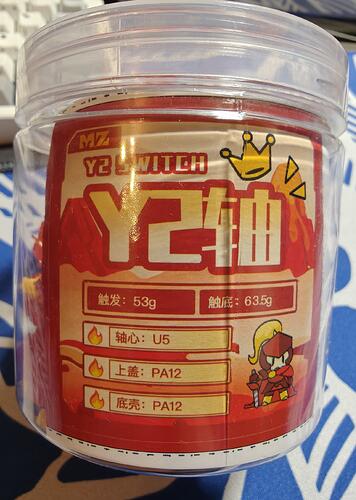 MZ
Y2 SWITCH
Y2轴
触发：53g
触底：63.5g
轴心：U5
上盖：PA12
底壳：PA12